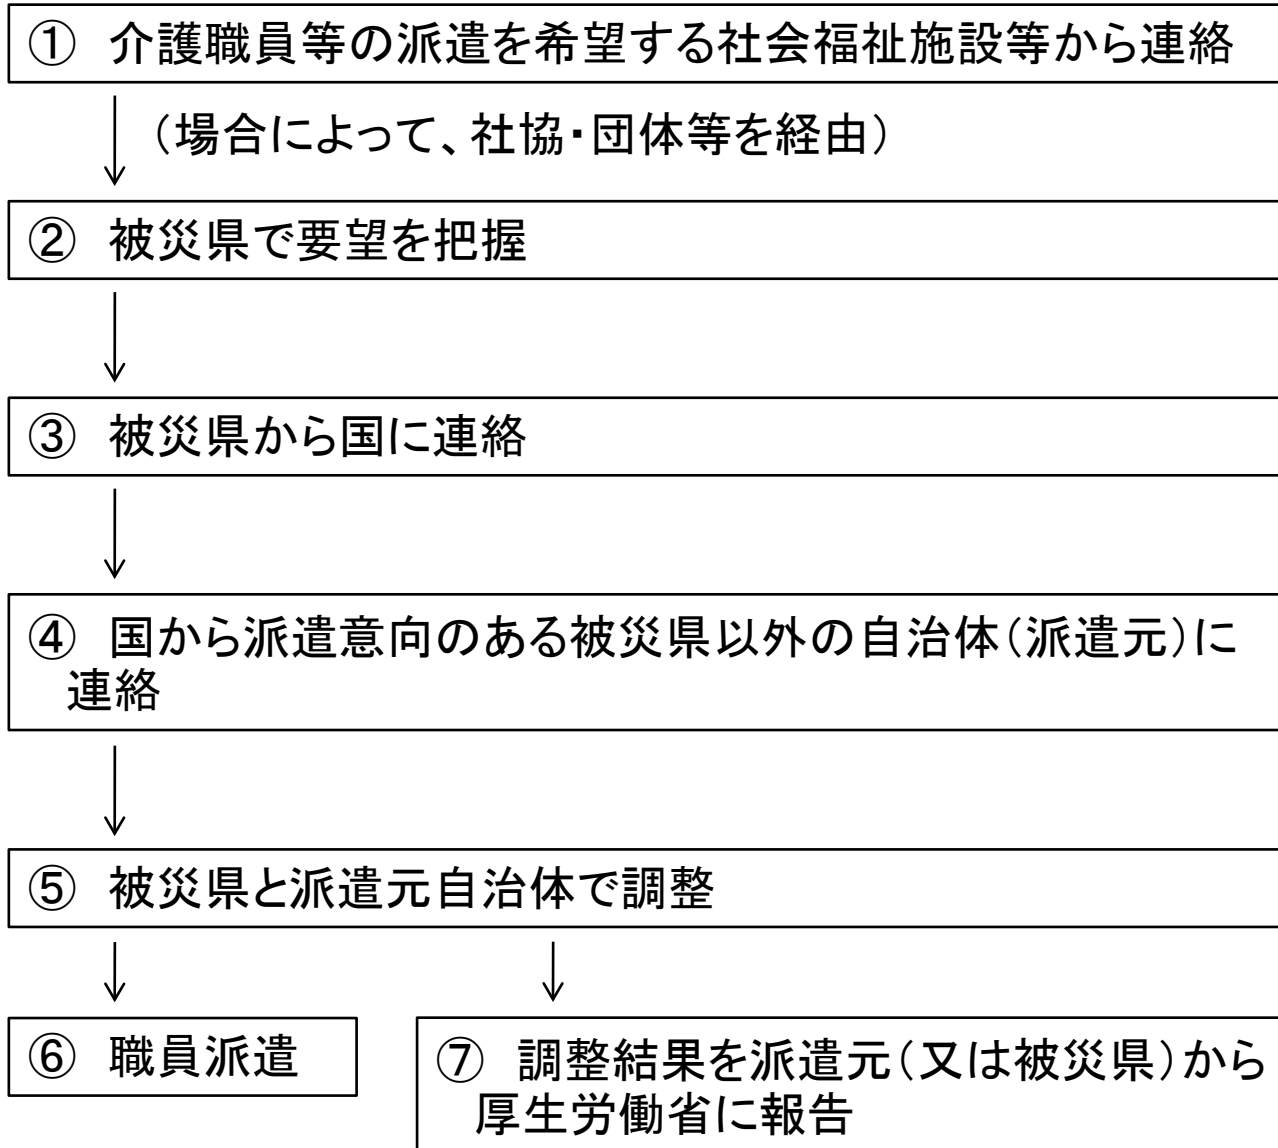 ① 介護職員等の派遣を希望する社会福祉施設等から連絡
（場合によって、社協・団体等を経由）
② 被災県で要望を把握
③ 被災県から国に連絡
④ 国から派遣意向のある被災県以外の自治体（派遣元）に
連絡
⑤ 被災県と派遣元自治体で調整
⑥ 職員派遣
⑦ 調整結果を派遣元（又は被災県）から
厚生労働省に報告